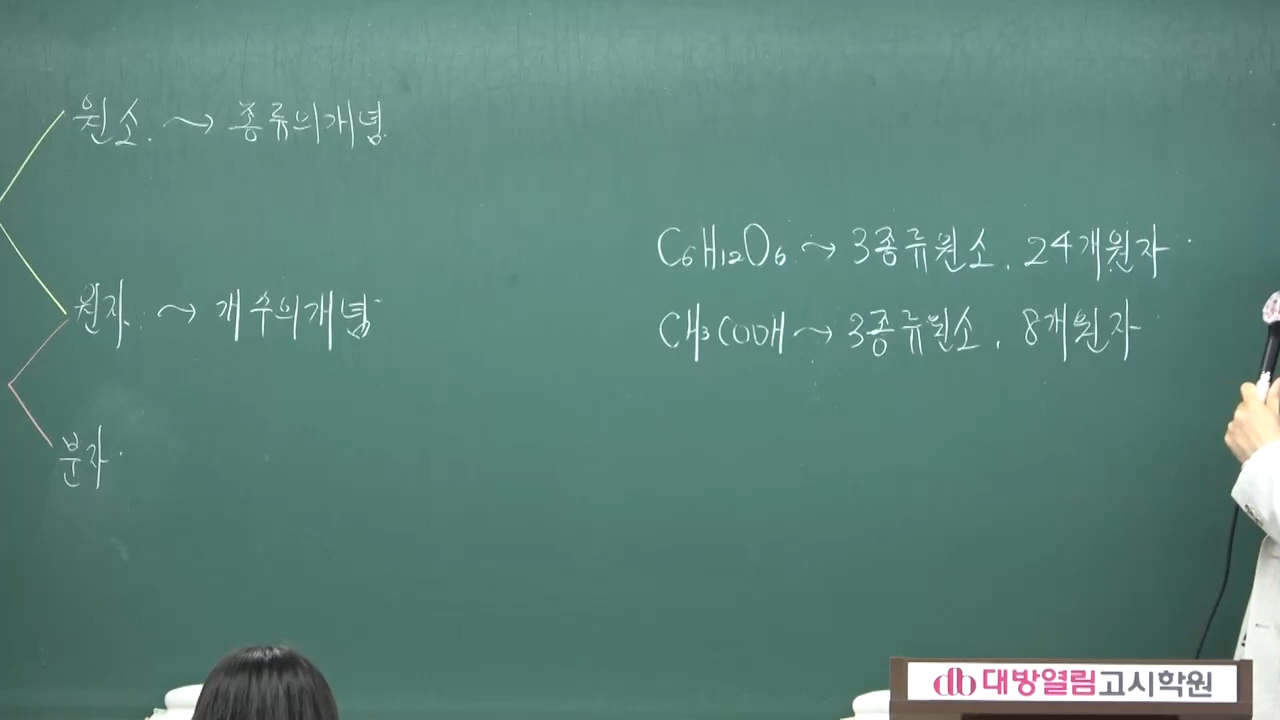 원소. ~> 종류의개념.
C6H12O6. ~> 3종류원소. 24개원자.
원자. ~> 개수의개념.
CH3COOH ~> 3종류원소. 8개원자.
분자.
db 대방열림고시학원